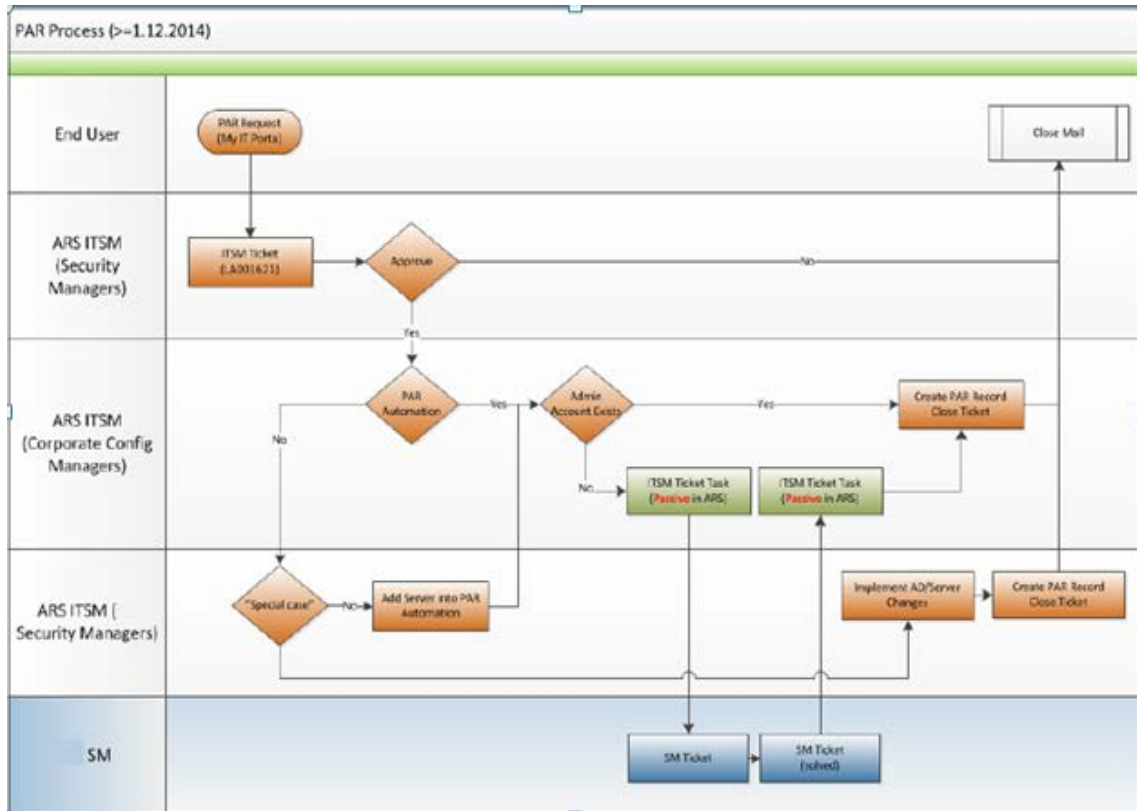 PAR Process (>=1.12.2014)
End User
PAR Request
(My IT Portal)
Close Mail
ARS ITSM
(Security
Managers)
ITSM Ticket
Approve
No
Yes
ARS ITSM
(Corporate Config
Managers)
PAR
Automation
Yes
Admin
Account Exists
Yes
Create PAR Record
Close Ticket
No
No
ITSM Ticket Task
(Passive in ARS)
ITSM Ticket Task
(Passive in ARS)
ARS ITSM (
Security Managers)
"Special case"
No
Add Server into PAR
Automation
Implement AD/Server
Changes
Create PAR Record
Close Ticket
SM
SM Ticket
SM Ticket
(solved)